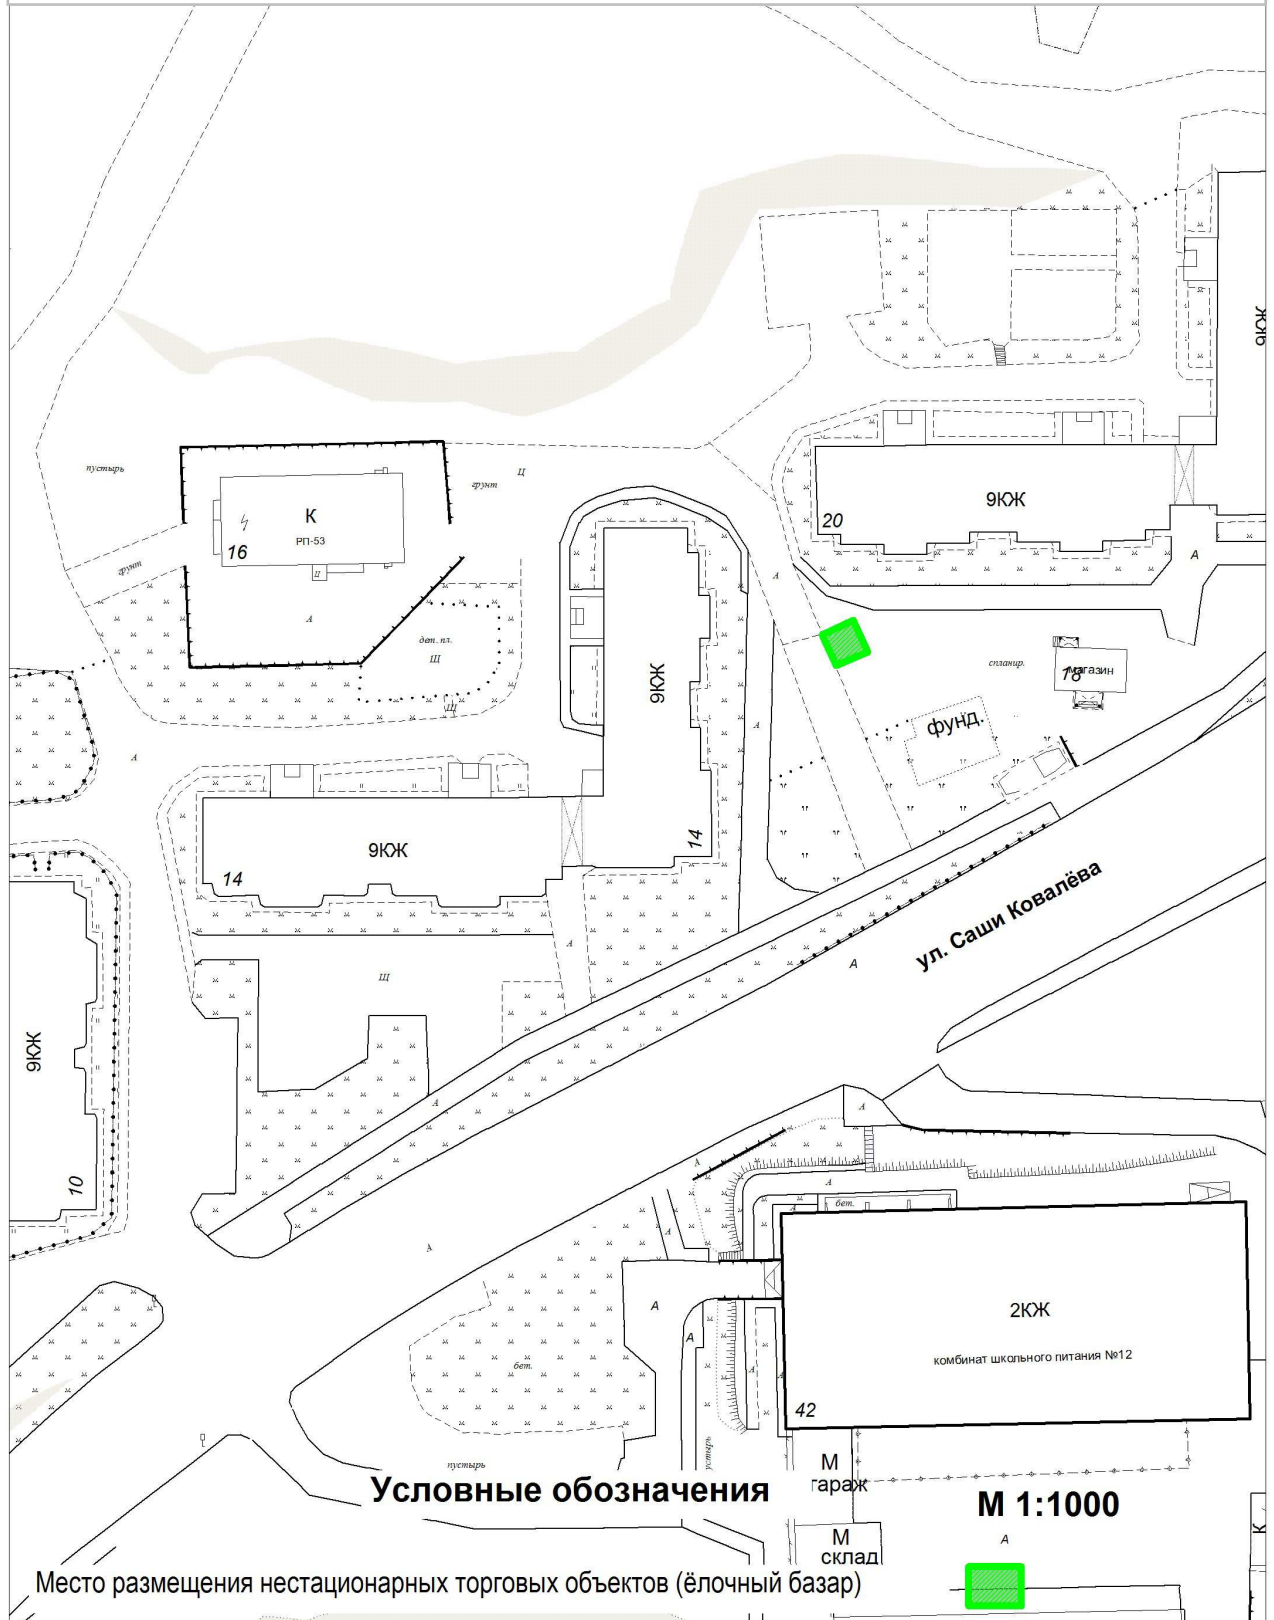 9КЖ
пустырь
К
РП-53
16
Ц
грунт
9КЖ
20
А
грунт
А
А
дет. пл.
Щ
спланир.
магазин
18
9КЖ
Щ
фунд.
А
А
9КЖ
14
14
А
ул. Саши Ковалёва
А
Щ
9КЖ
А
А
10
А
А
бет.
А
А
А
2КЖ
А
А
комбинат школьного питания №12
бет.
А
42
пустырь
М
гараж
Условные обозначения
М 1:1000
А
К
М
склад
Место размещения нестационарных торговых объектов (ёлочный базар)